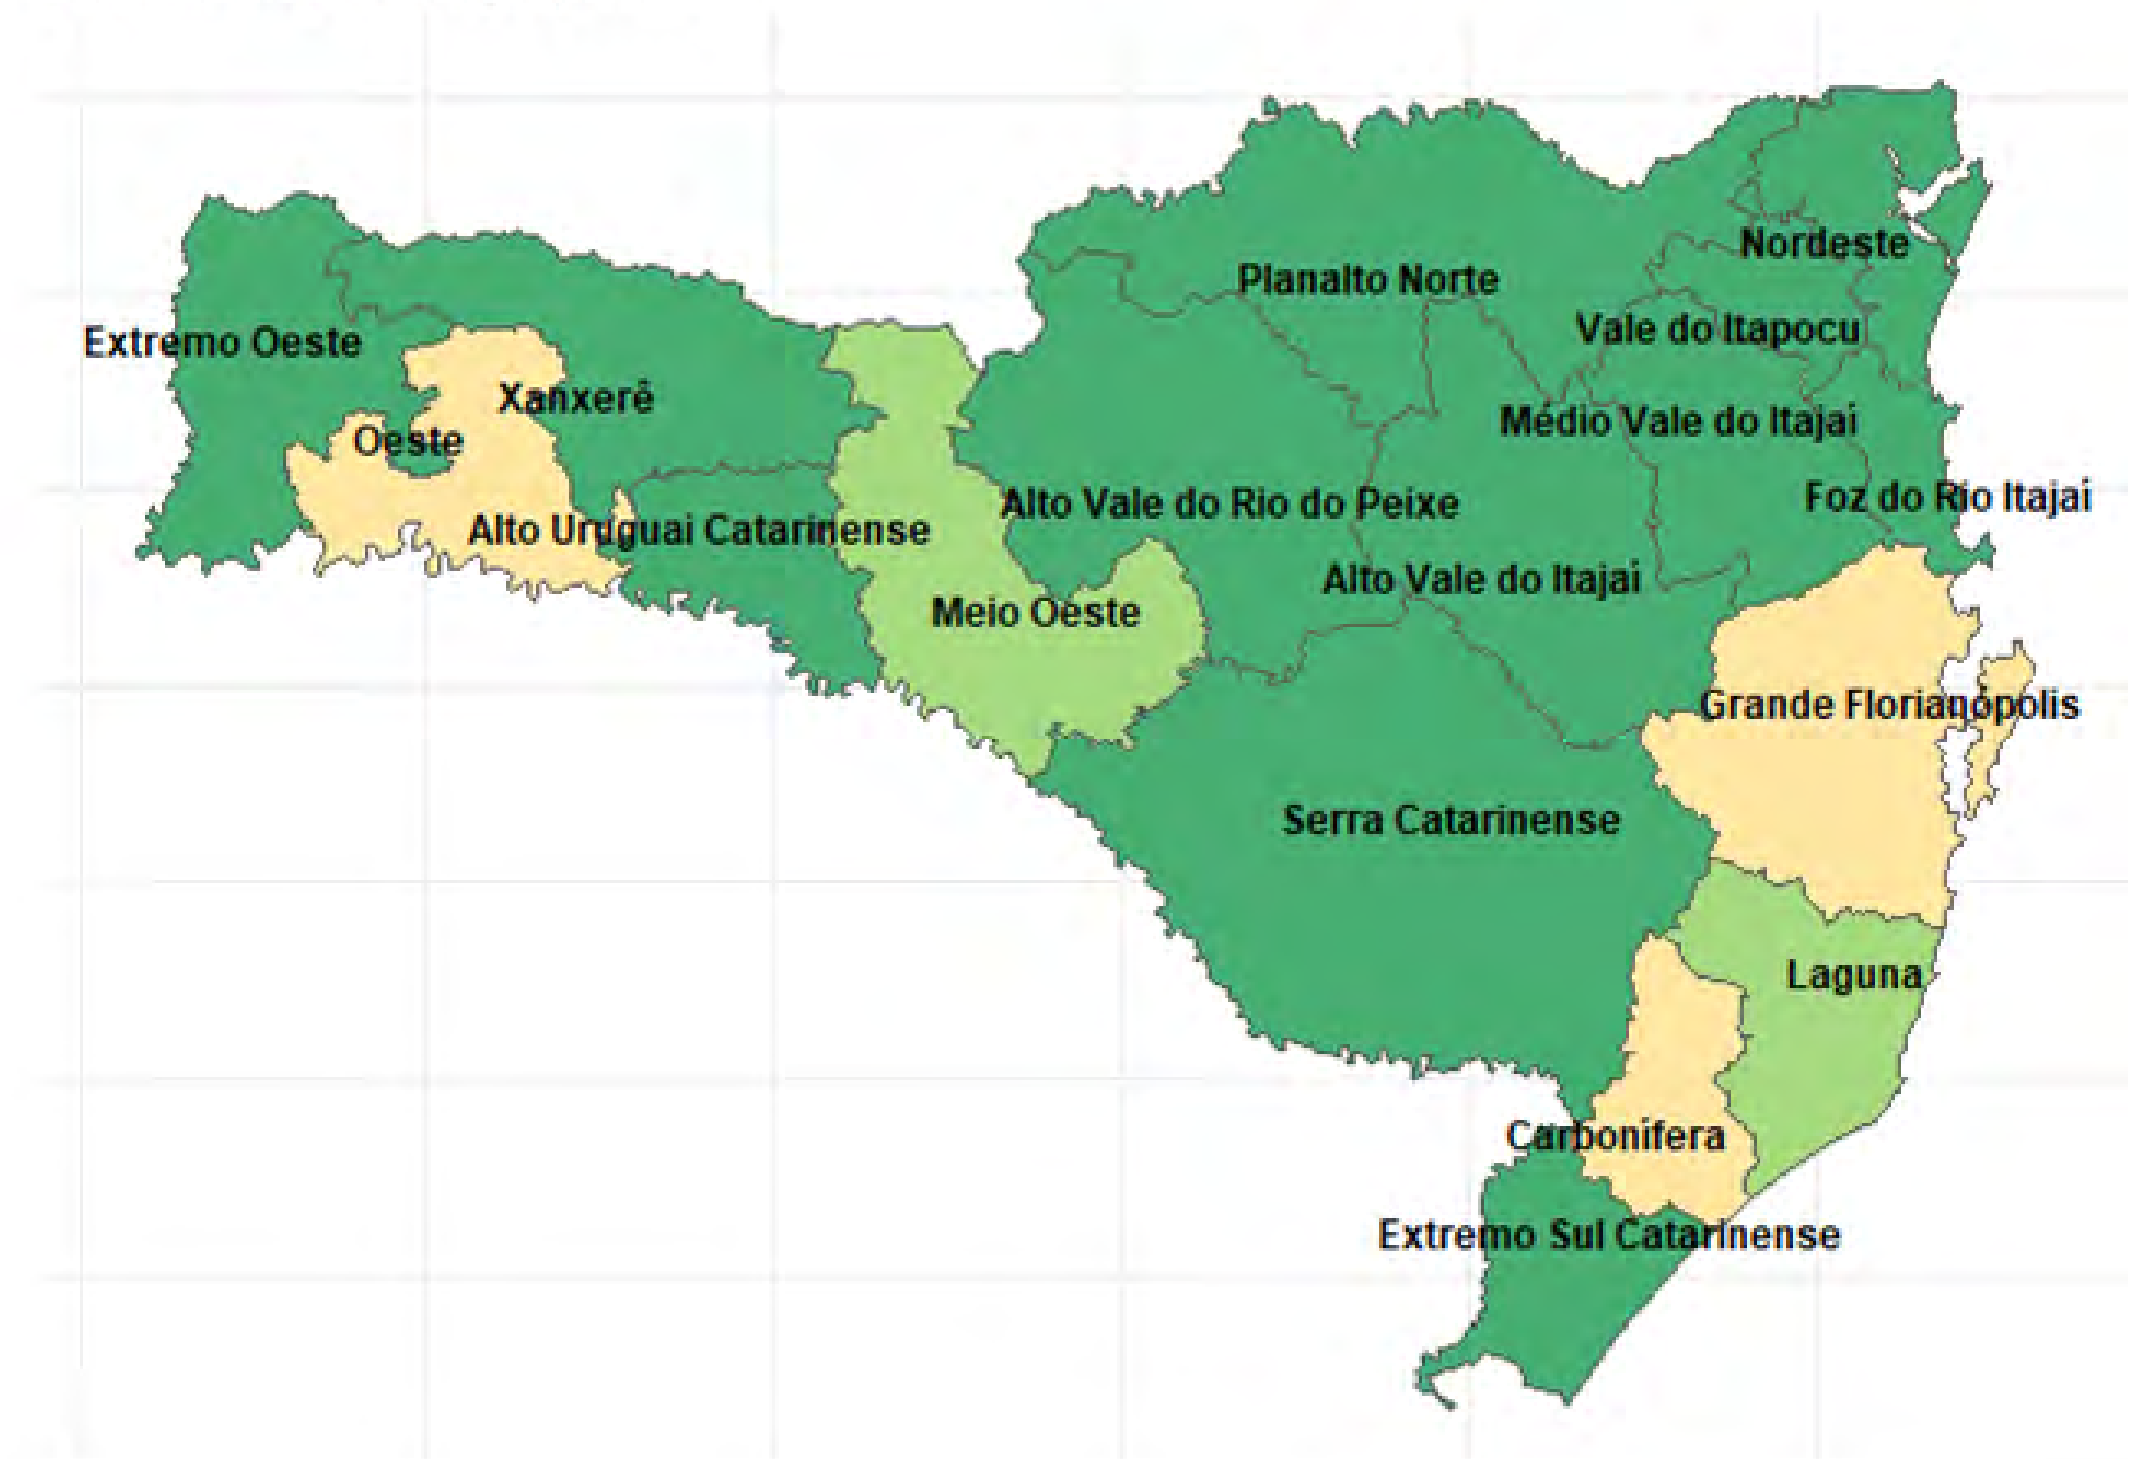 Nordeste
Planalto Norte
Vale do Itapocu
Extremo Oeste
Xanxerê
Médio Vale do Itajaí
Oeste
Foz do Rio Itajaí
Alto Vale do Rio do Peixe
Alto Uruguai Catarinense
Alto Vale do Itajaí
Meio Oeste
Grande Florianópolis
Serra Catarinense
Laguna
Carbonífera
Extremo Sul Catarinense